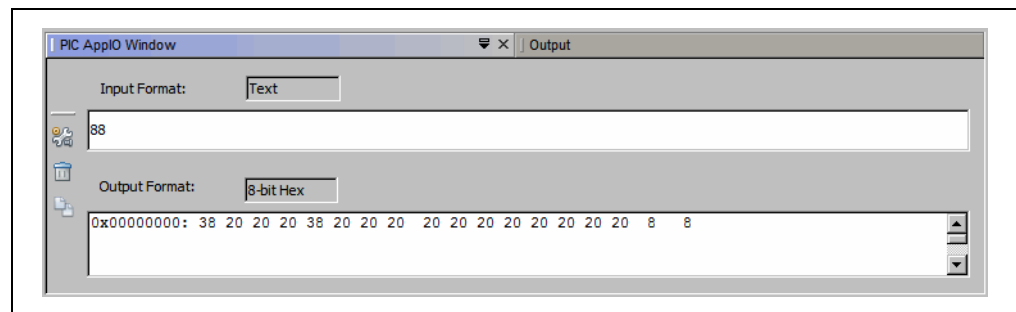 PIC AppIO Window Output
Input Format: Text
88
Output Format: 8-bit Hex
0x00000000: 38 20 20 20 38 20 20 20  20 20 20 20 20 20 20 20  8   8